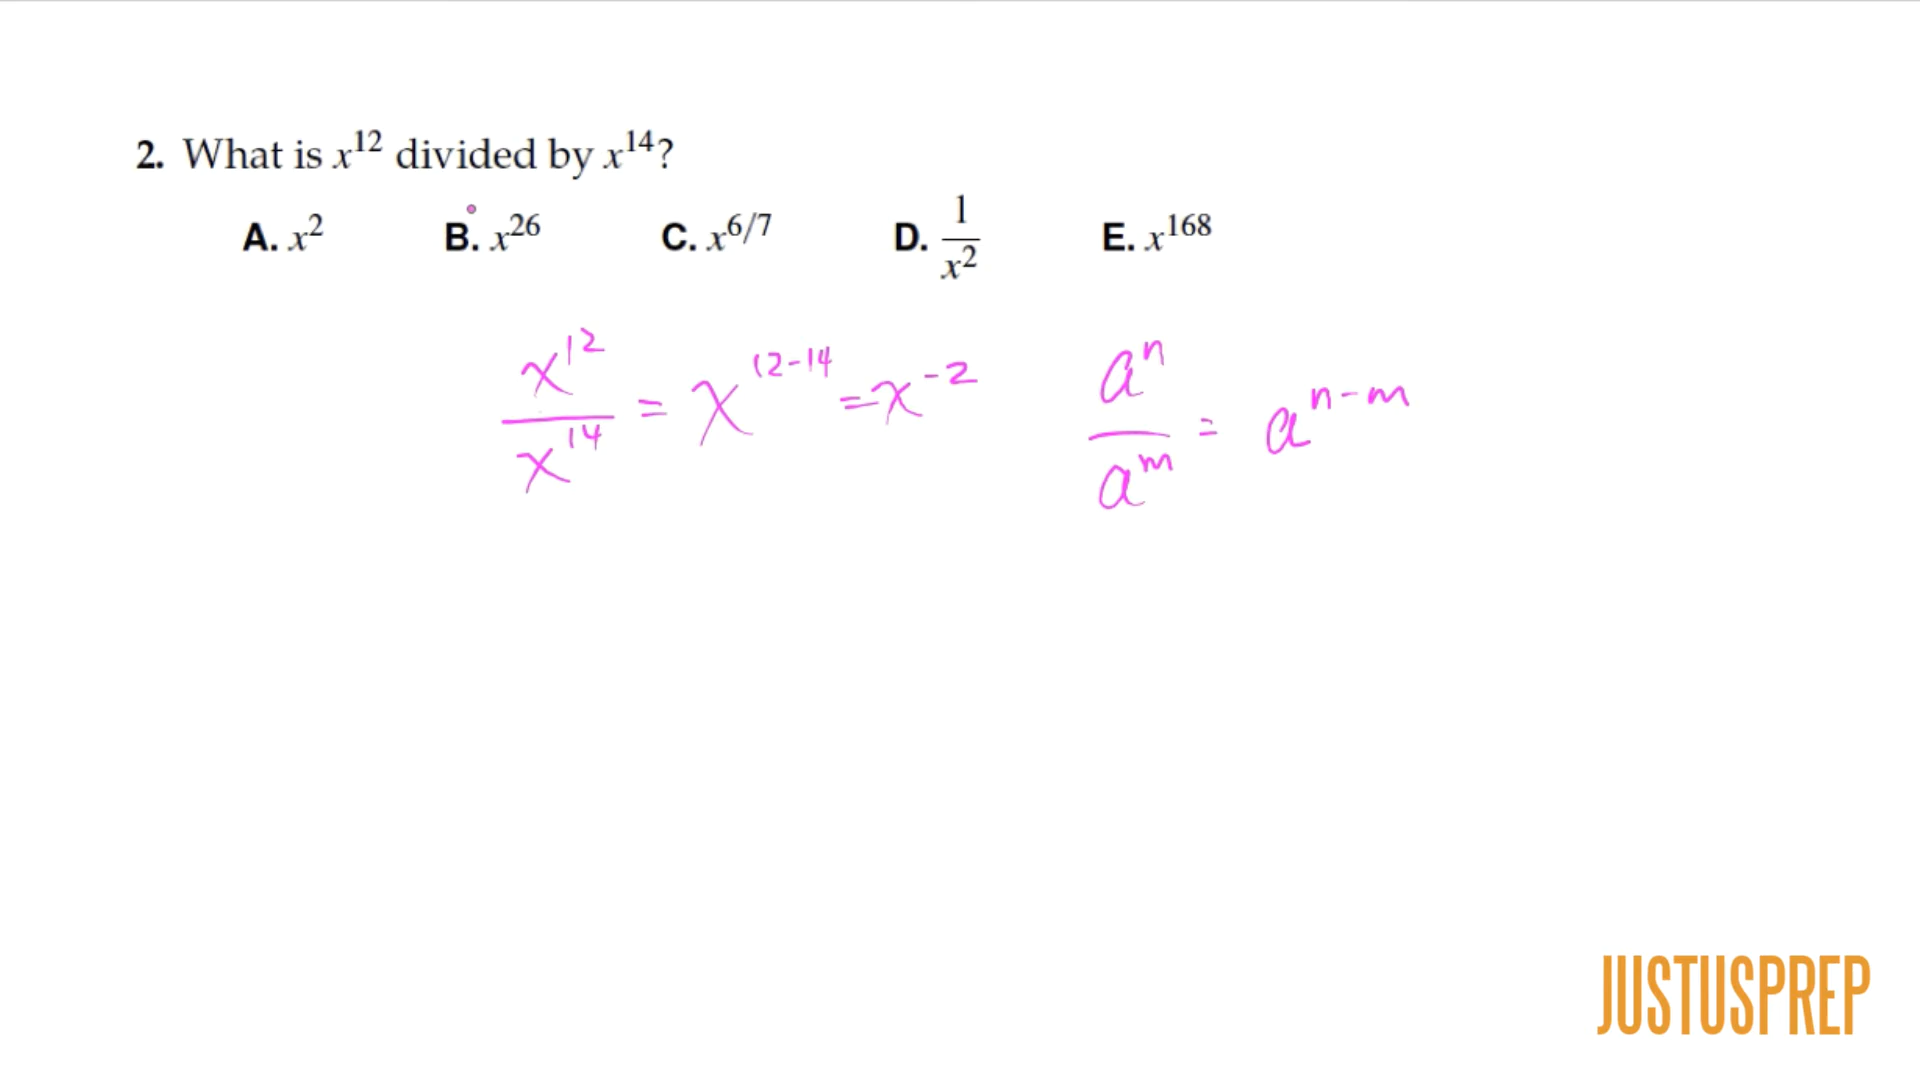 2. What is x^12 divided by x^14?
A. x^2 B. x^26 C. x^6/7 D. 1/x^2 E. x^168
x^12/x^14 = x^12-14 = x^-2 a^n/a^m = a^n-m
JUSTUSPREP